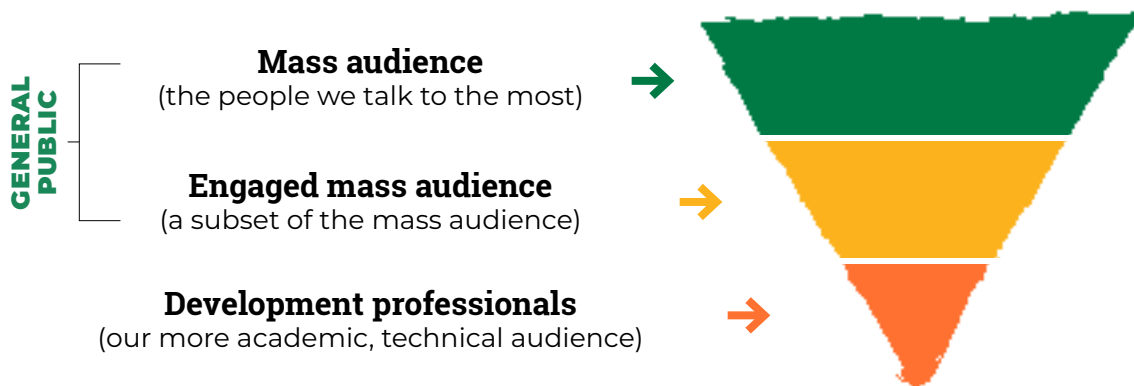 GENERAL
PUBLIC
Mass audience
(the people we talk to the most)
Engaged mass audience
(a subset of the mass audience)
Development professionals
(our more academic, technical audience)